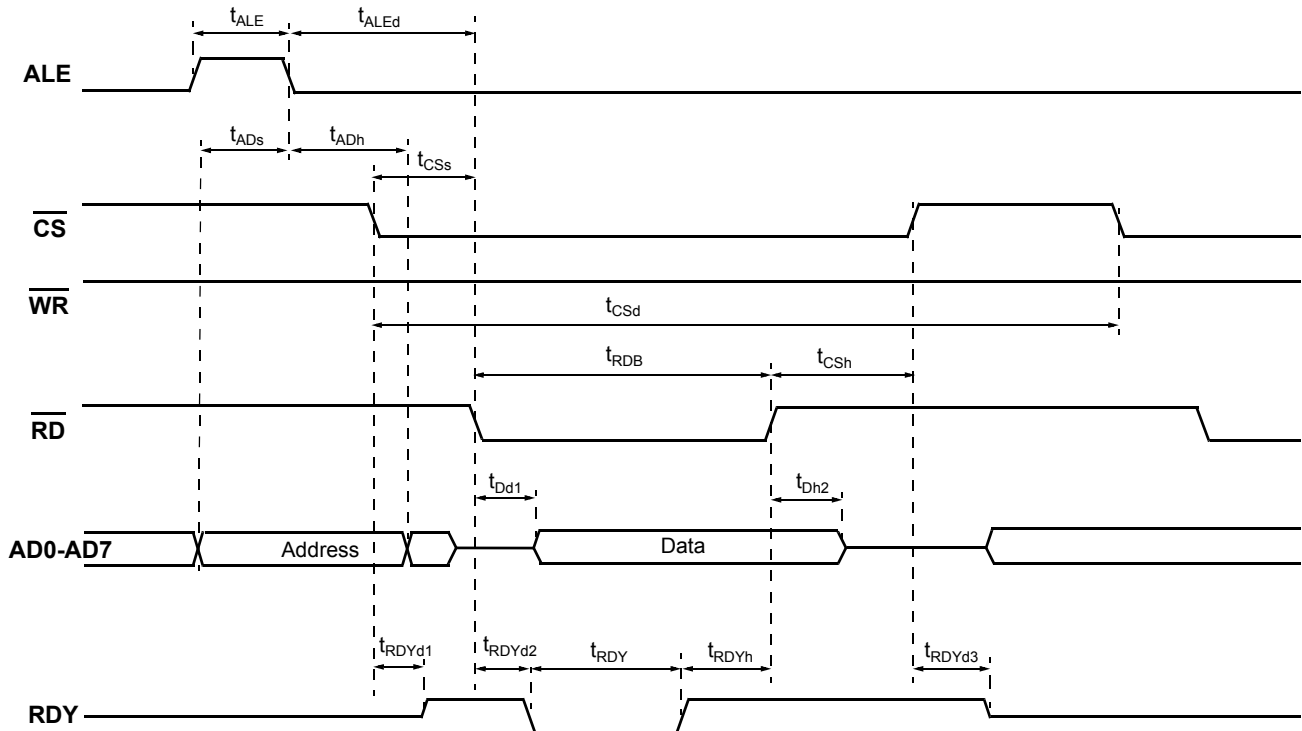 tALE tALEd
ALE
tADs tADh
tCSs
CS
WR
tCSd
tRDB tCSh
RD
tDd1 tDh2
AD0-AD7 Address Data
tRDYd1 tRDYd2 tRDY tRDYh tRDYd3
RDY